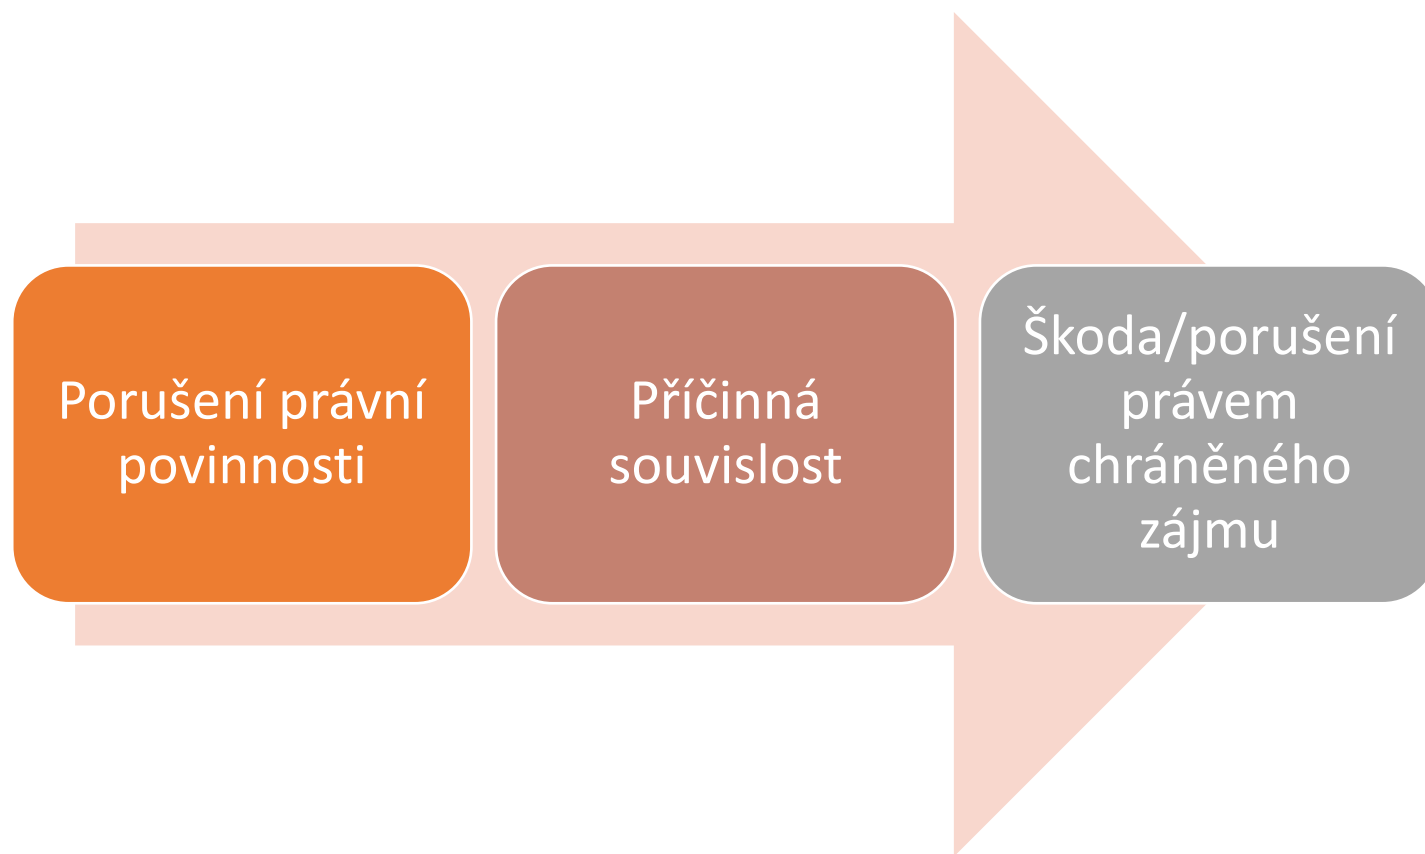 Porušení právní
povinnosti
Příčinná
souvislost
Škoda/porušení
právem
chráněného
zájmu